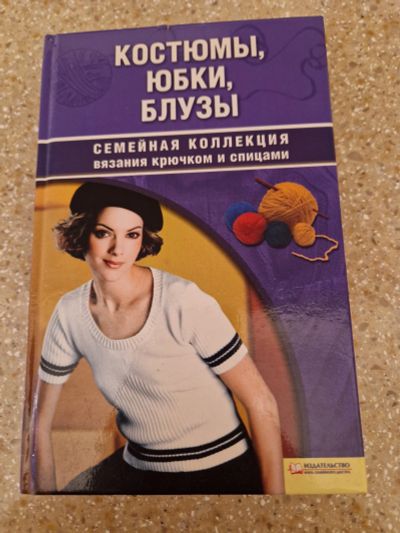 КОСТЮМЫ,
ЮБКИ,
БЛУЗЫ
СЕМЕЙНАЯ КОЛЛЕКЦИЯ
вязания крючком и спицами
ИЗДАТЕЛЬСТВО